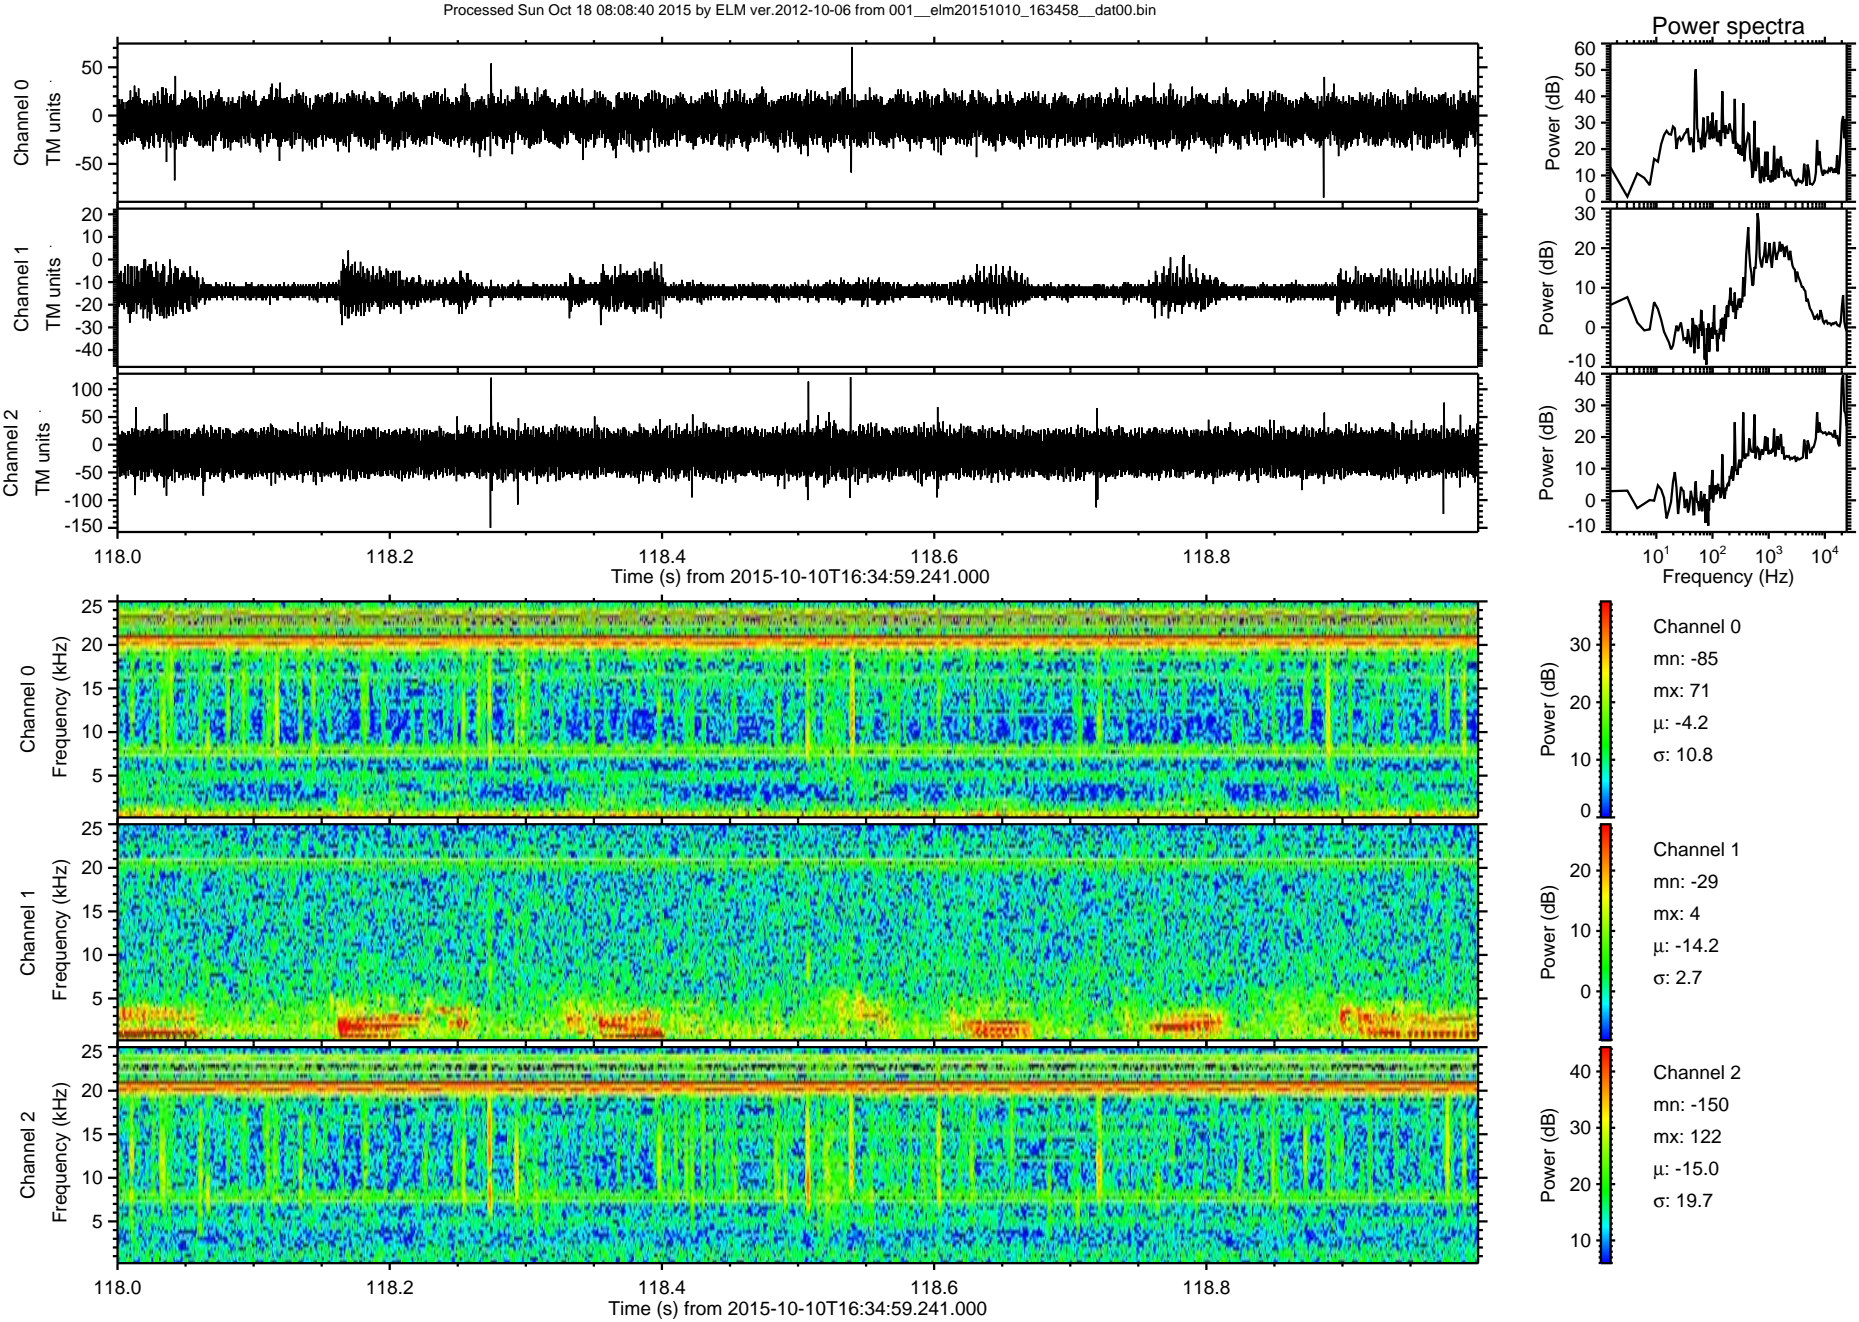 Processed Sun Oct 18 08:08:40 2015 by ELM ver.2012-10-06 from 001__elm20151010_163458__dat00.bin
Power spectra
Channel 0
TM units
50
0
-50
Power (dB)
60
50
40
30
20
10
0
Channel 1
TM units
20
10
0
-10
-20
-30
-40
Power (dB)
30
20
10
0
-10
Channel 2
TM units
100
50
0
-50
-100
-150
Power (dB)
40
30
20
10
0
-10
118.0 118.2 118.4 118.6 118.8
Time (s) from 2015-10-10T16:34:59.241.000
10¹ 10² 10³ 10⁴
Frequency (Hz)
Channel 0
Frequency (kHz)
25
20
15
10
5
Power (dB)
30
20
10
0
Channel 0
mn: -85
mx: 71
μ: -4.2
σ: 10.8
Channel 1
Frequency (kHz)
25
20
15
10
5
Power (dB)
20
10
0
Channel 1
mn: -29
mx: 4
μ: -14.2
σ: 2.7
Channel 2
Frequency (kHz)
25
20
15
10
5
Power (dB)
40
30
20
10
Channel 2
mn: -150
mx: 122
μ: -15.0
σ: 19.7
118.0 118.2 118.4 118.6 118.8
Time (s) from 2015-10-10T16:34:59.241.000